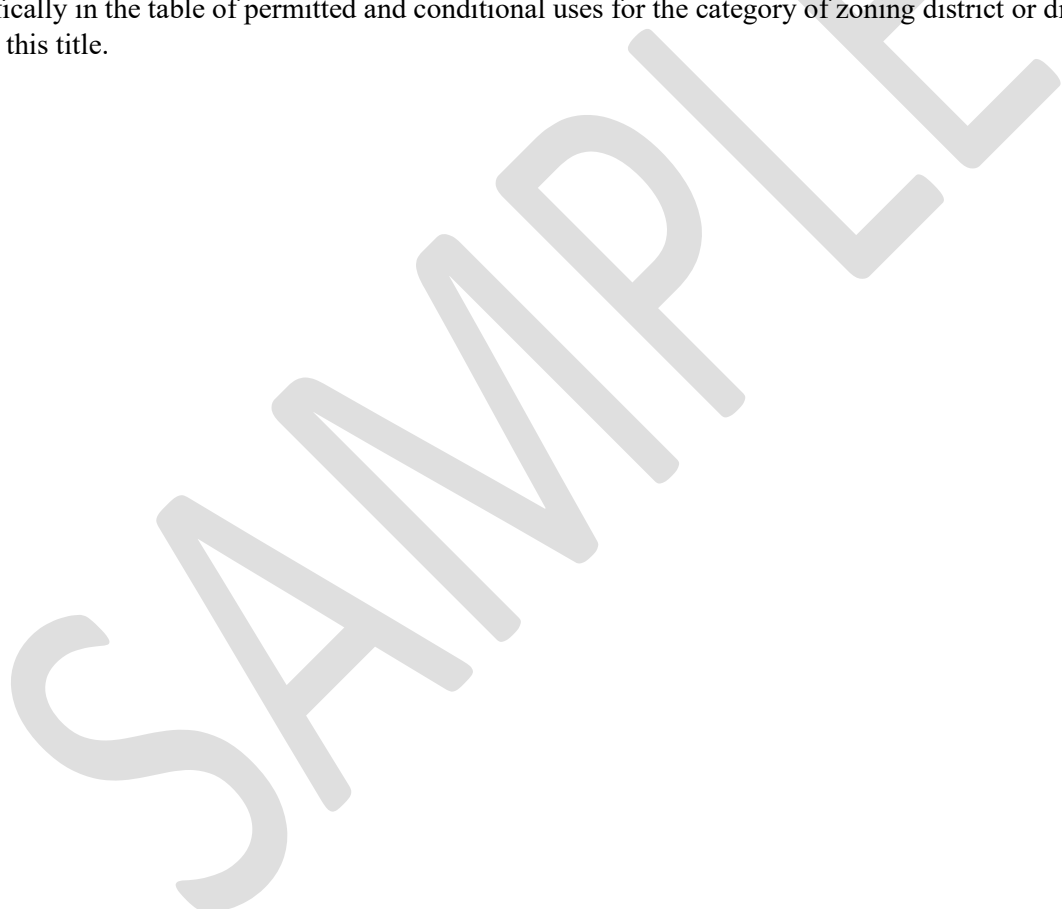 in the table of permitted and conditional uses for the category of zoning district or
this title.
SAMPLE